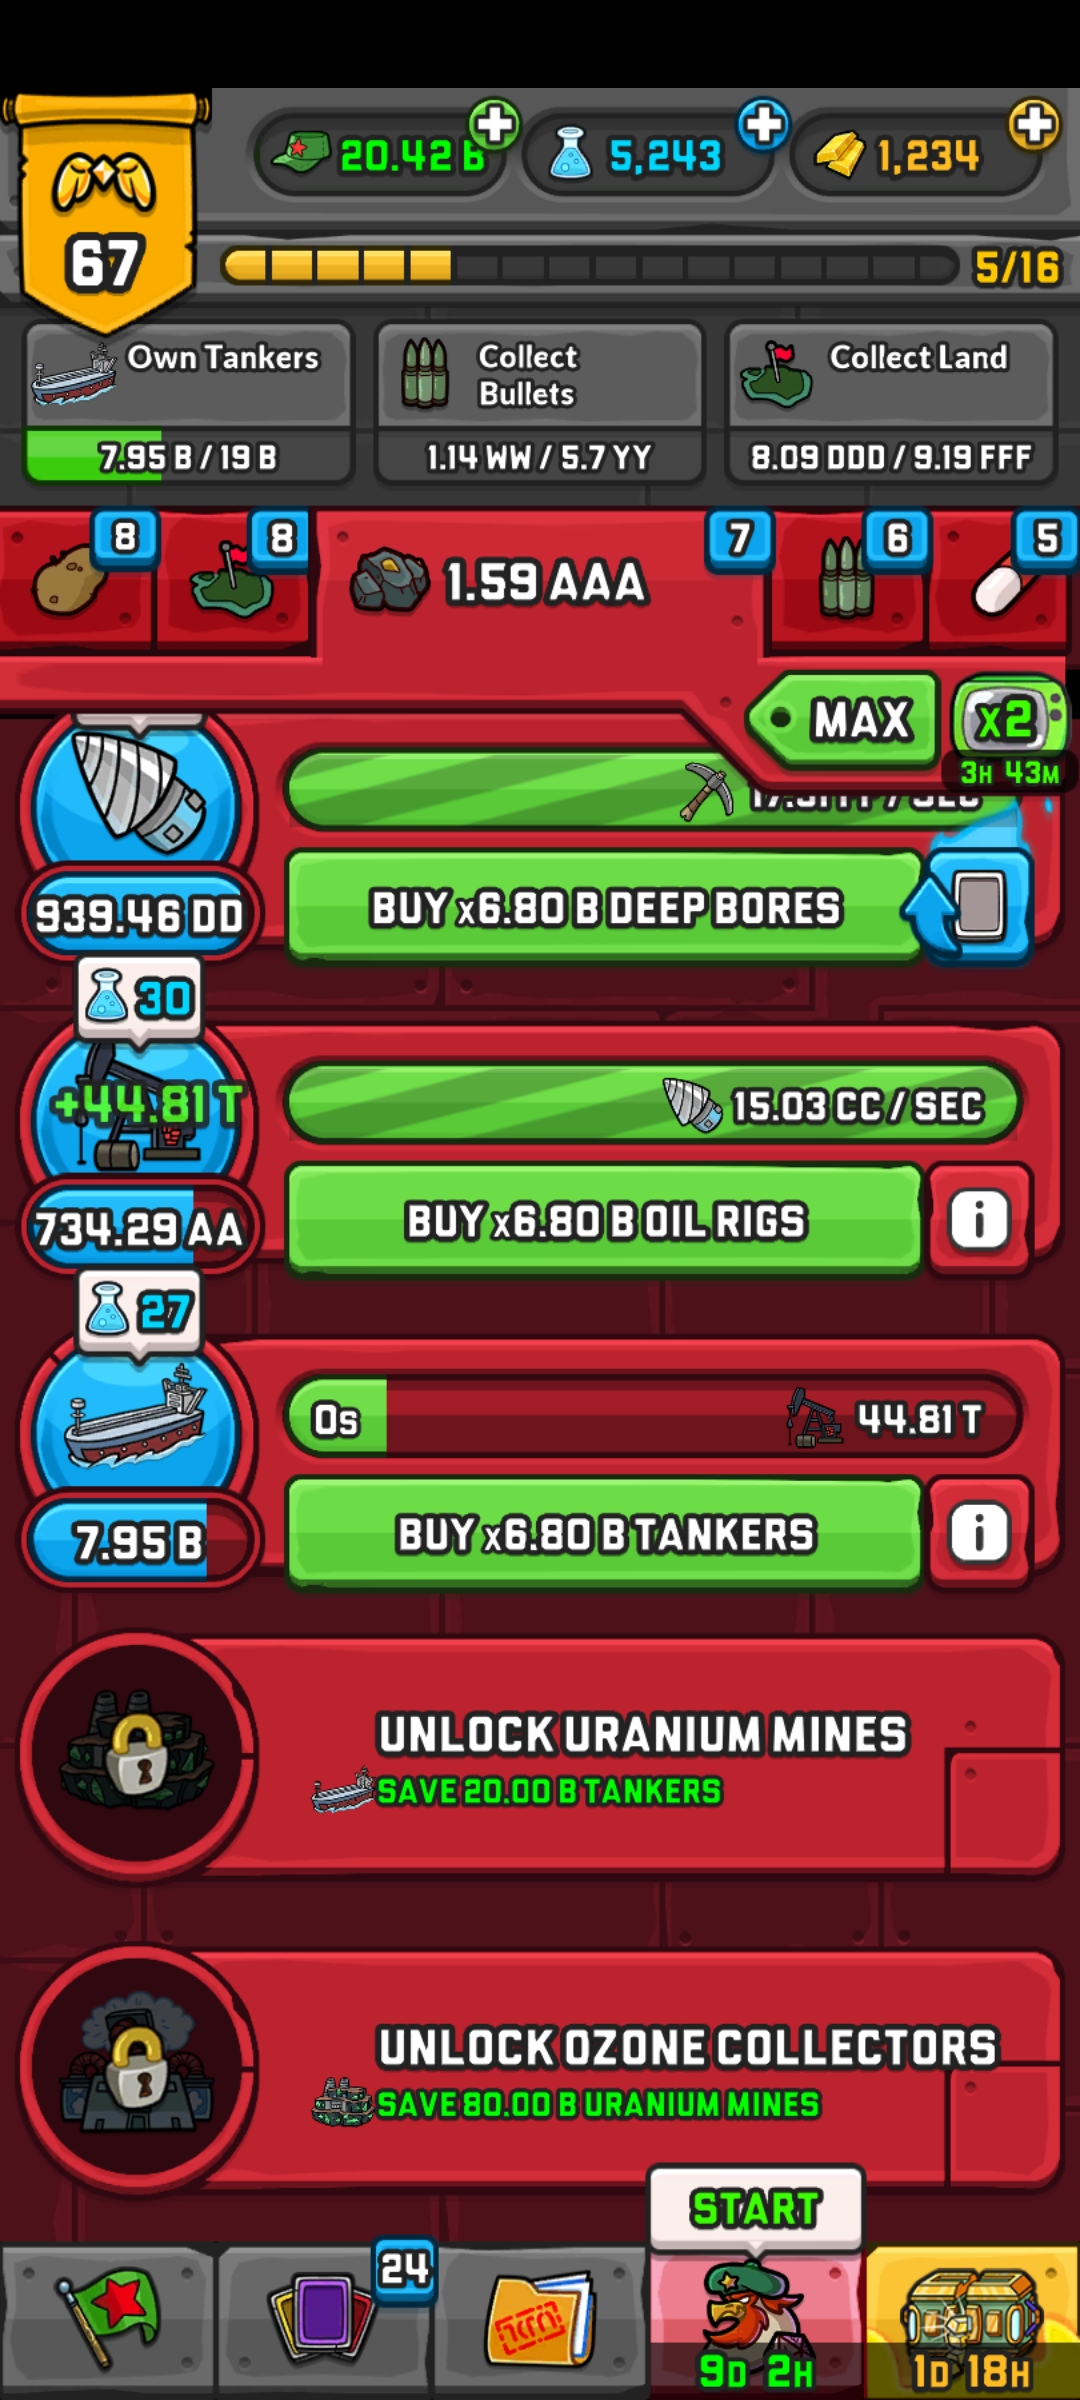 20.42 B
5,243
1,234
67
5/16
Own Tankers
7.95 B / 19 B
Collect
Bullets
1.14 WW / 5.7 YY
Collect Land
8.09 DDD / 9.19 FFF
8
8
1.59 AAA
7
6
5
MAX
x2
3H 43M
/ SEC
939.46 DD
BUY x6.80 B DEEP BORES
30
+44.81 T
15.03 CC / SEC
734.29 AA
BUY x6.80 B OIL RIGS
27
0s
44.81 T
7.95 B
BUY x6.80 B TANKERS
UNLOCK URANIUM MINES
SAVE 20.00 B TANKERS
UNLOCK OZONE COLLECTORS
SAVE 80.00 B URANIUM MINES
START
24
9D 2H
1D 18H